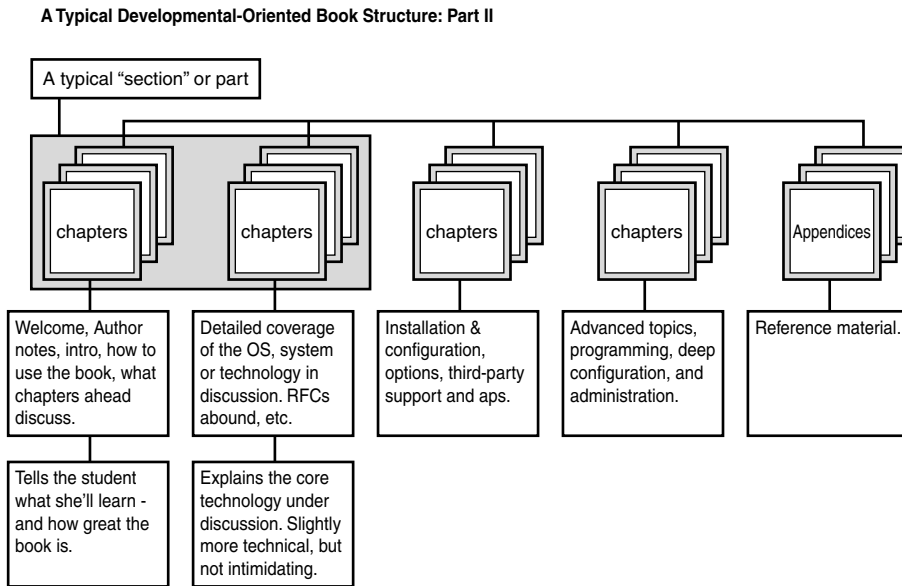 A Typical Developmental-Oriented Book Structure: Part II
A typical “section” or part
chapters
chapters
chapters
chapters
Appendices
Welcome, Author
notes, intro, how to
use the book, what
chapters ahead
discuss.
Detailed coverage
of the OS, system
or technology in
discussion. RFCs
abound, etc.
Installation &
configuration,
options, third-party
support and aps.
Advanced topics,
programming, deep
configuration, and
administration.
Reference material.
Tells the student
what she’ll learn -
and how great the
book is.
Explains the core
technology under
discussion. Slightly
more technical, but
not intimidating.